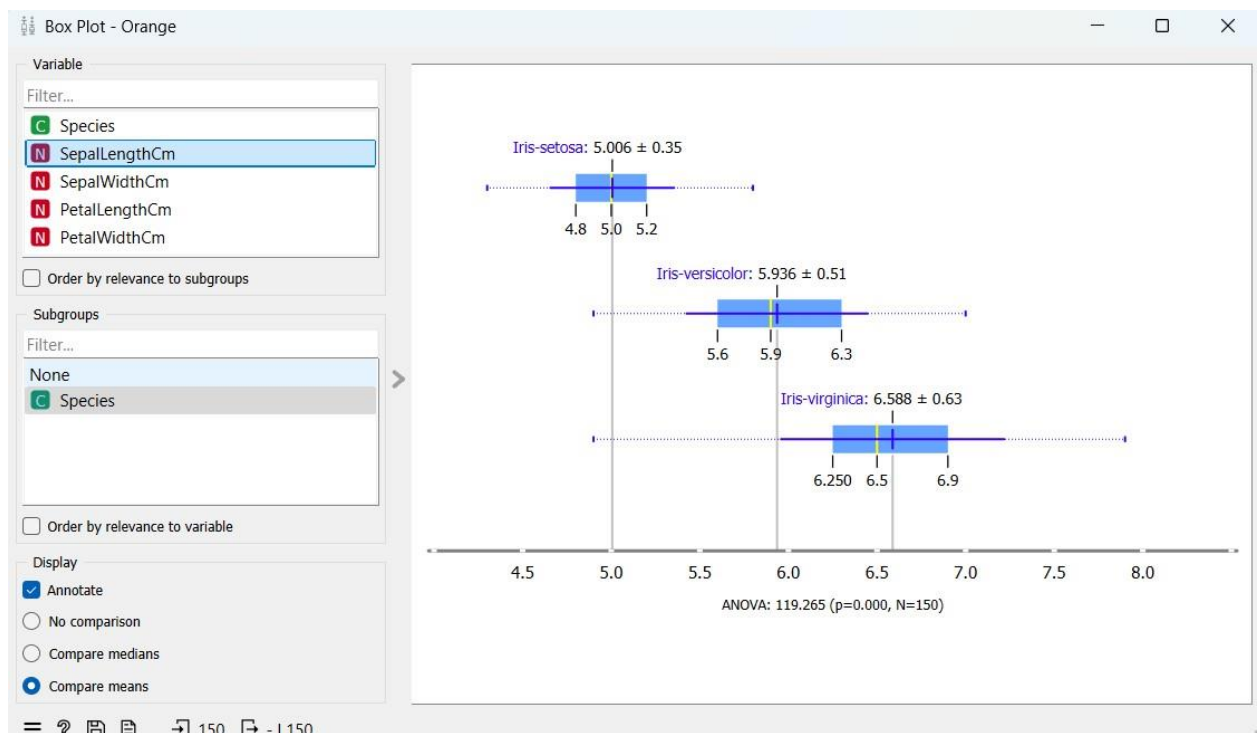 Box Plot - Orange
Variable
Filter...
C Species
N SepalLengthCm
N SepalWidthCm
N PetalLengthCm
N PetalWidthCm
Order by relevance to subgroups
Subgroups
Filter...
None
C Species
Order by relevance to variable
Display
Annotate
No comparison
Compare medians
Compare means
150 - | 150
Iris-setosa: 5.006 ± 0.35
4.8 5.0 5.2
Iris-versicolor: 5.936 ± 0.51
5.6 5.9 6.3
Iris-virginica: 6.588 ± 0.63
6.250 6.5 6.9
4.5 5.0 5.5 6.0 6.5 7.0 7.5 8.0
ANOVA: 119.265 (p=0.000, N=150)